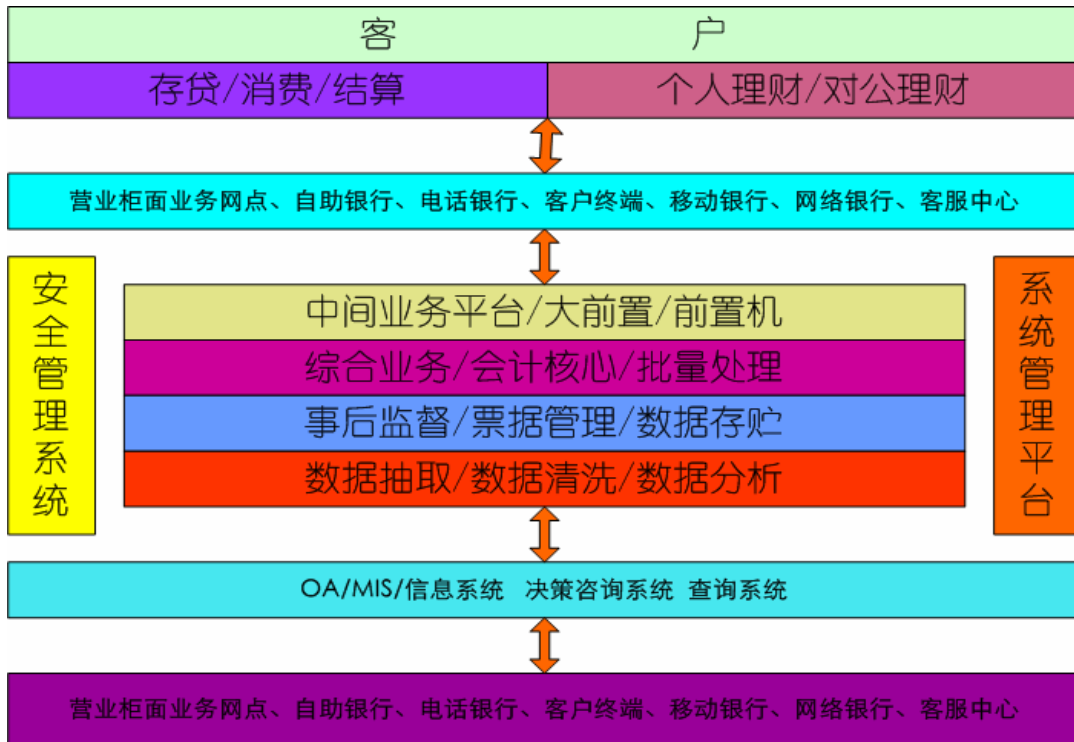 客 户
存贷/消费/结算
个人理财/对公理财
营业柜面业务网点、自助银行、电话银行、客户终端、移动银行、网络银行、客服中心
安全管理系统
中间业务平台/大前置/前置机
综合业务/会计核心/批量处理
事后监督/票据管理/数据存贮
数据抽取/数据清洗/数据分析
系统管理平台
OA/MIS/信息系统 决策咨询系统 查询系统
营业柜面业务网点、自助银行、电话银行、客户终端、移动银行、网络银行、客服中心